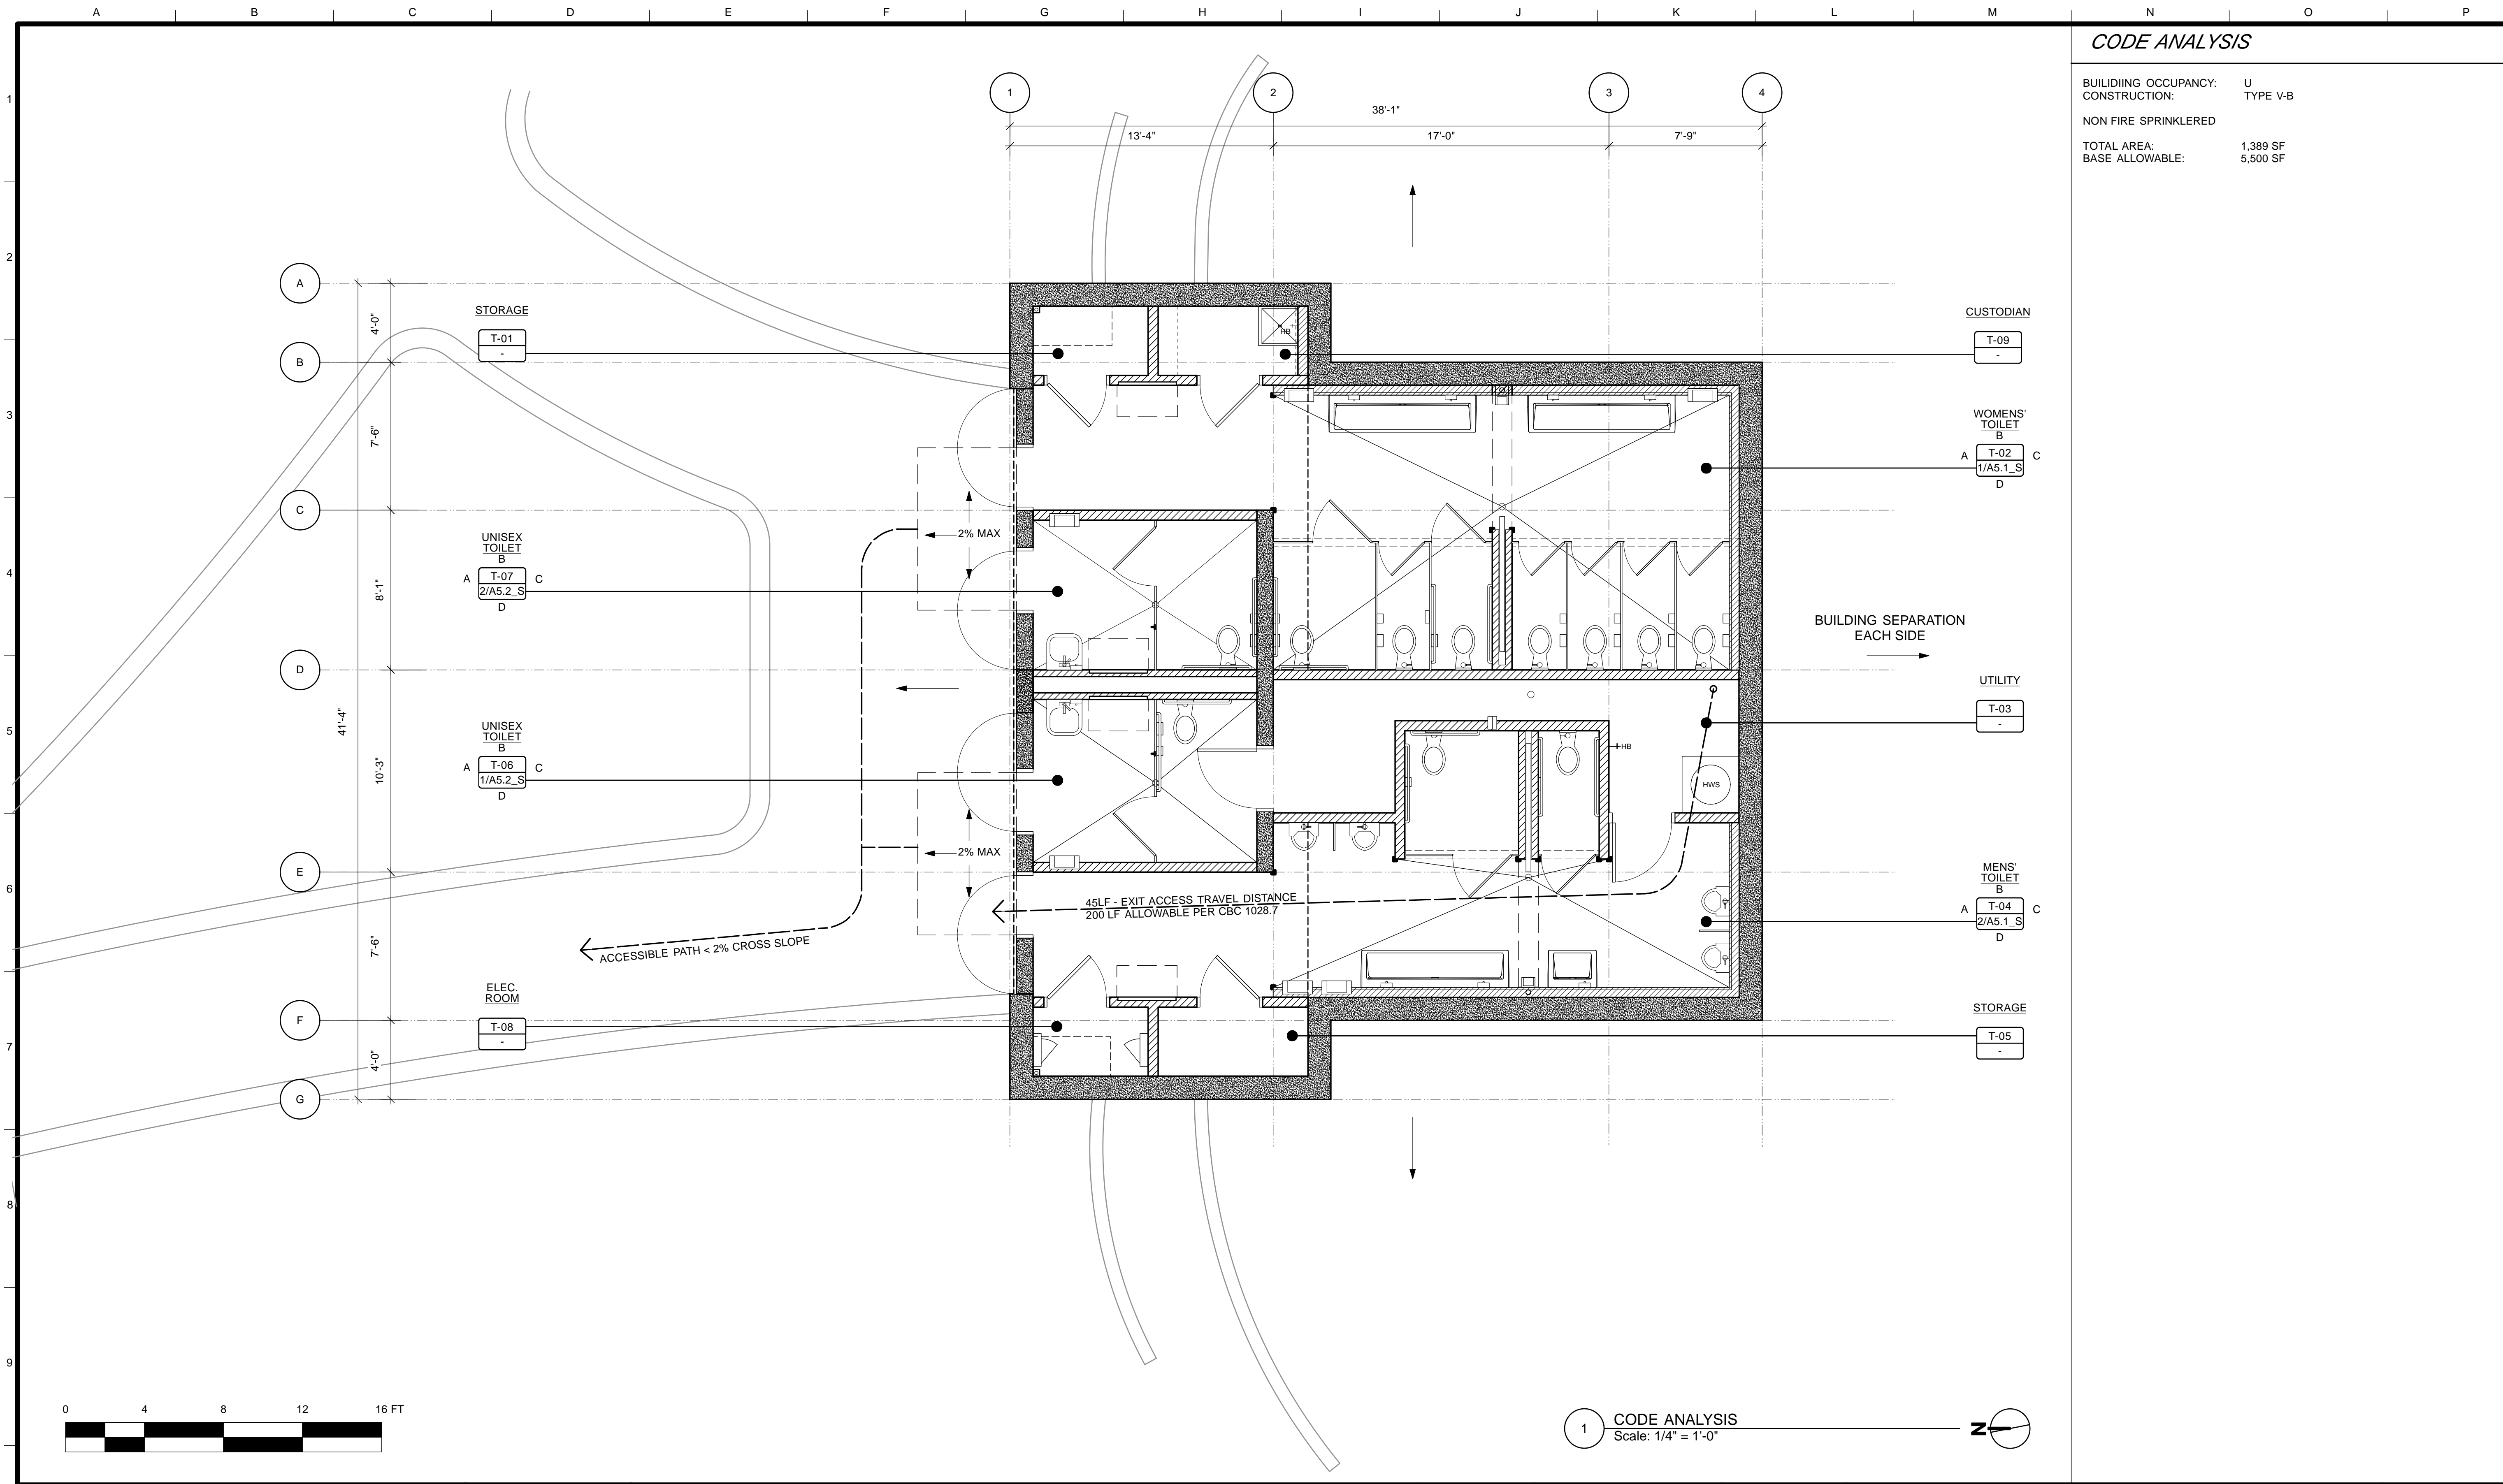 A B C D E F G H I J K L M N O P
CODE ANALYSIS
BUILIDIING OCCUPANCY: U
CONSTRUCTION: TYPE V-B
NON FIRE SPRINKLERED
TOTAL AREA: 1,389 SF
BASE ALLOWABLE: 5,500 SF
1
2
3
4
5
6
7
8
9
1 2 3 4
38'-1"
13'-4" 17'-0" 7'-9"
A
B
C
D
E
F
G
4'-0"
7'-6"
8'-1"
10'-3"
7'-6"
4'-0"
41'-4"
STORAGE
T-01
-
UNISEX
TOILET
B
A T-07 C
2/A5.2_S
D
UNISEX
TOILET
B
A T-06 C
1/A5.2_S
D
ELEC.
ROOM
T-08
-
HB
2% MAX
2% MAX
HB
HWS
45LF - EXIT ACCESS TRAVEL DISTANCE
200 LF ALLOWABLE PER CBC 1028.7
ACCESSIBLE PATH < 2% CROSS SLOPE
CUSTODIAN
T-09
-
WOMENS'
TOILET
B
A T-02 C
1/A5.1_S
D
BUILDING SEPARATION
EACH SIDE
UTILITY
T-03
-
MENS'
TOILET
B
A T-04 C
2/A5.1_S
D
STORAGE
T-05
-
0 4 8 12 16 FT
1 CODE ANALYSIS
Scale: 1/4" = 1'-0"
N